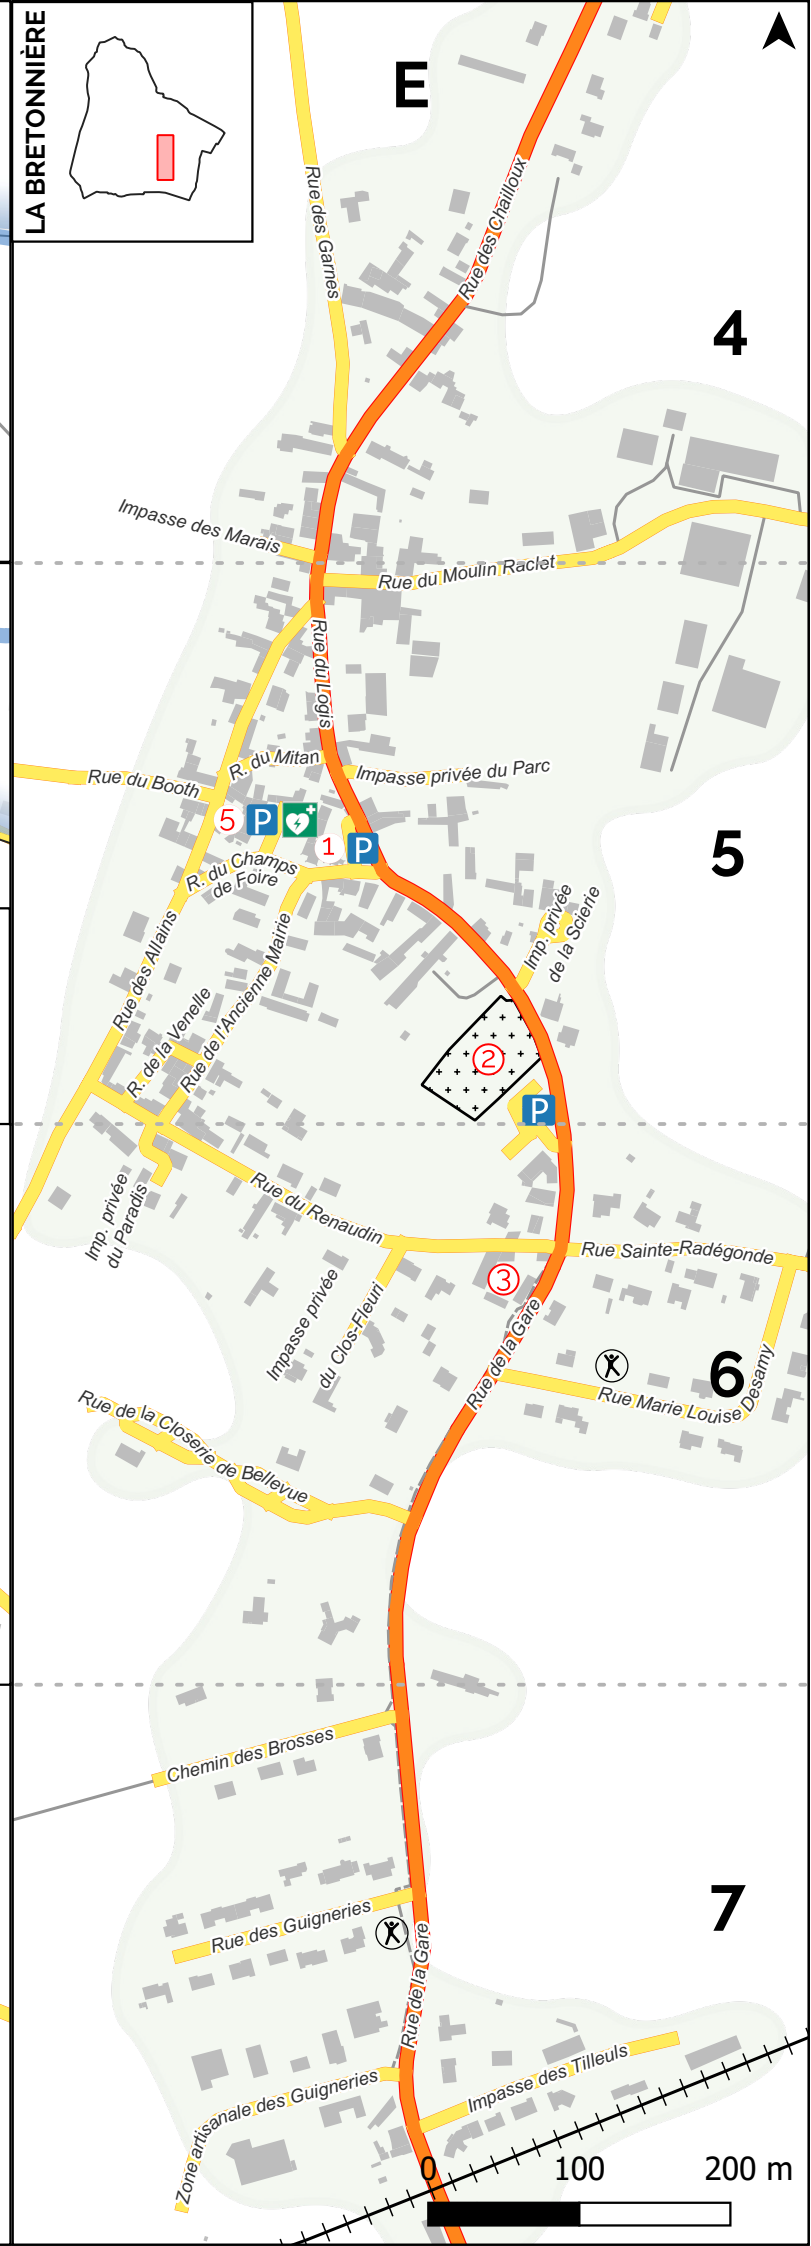 LA BRETONNIÈRE
E
Rue des Garnes
Rue des Chailloux
4
Impasse des Marais
Rue du Moulin Raclet
Rue du Logis
R. du Mitan
Impasse privée du Parc
Rue du Booth
5
P
1
P
5
R. du Champs
de Foire
Imp. privée
de la Scierie
Rue des Allains
Rue de l'Ancienne Mairie
R. de la Venelle
2
P
Imp. privée
du Paradis
Rue du Renaudin
Rue Sainte-Radégonde
3
Impasse privée
du Clos-Fleuri
Rue de la Gare
6
Rue Marie Louise Desamy
Rue de la Closerie de Bellevue
Chemin des Brosses
7
Rue des Guigneries
Rue de la Gare
Impasse des Tilleuls
Zone artisanale des Guigneries
0 100 200 m